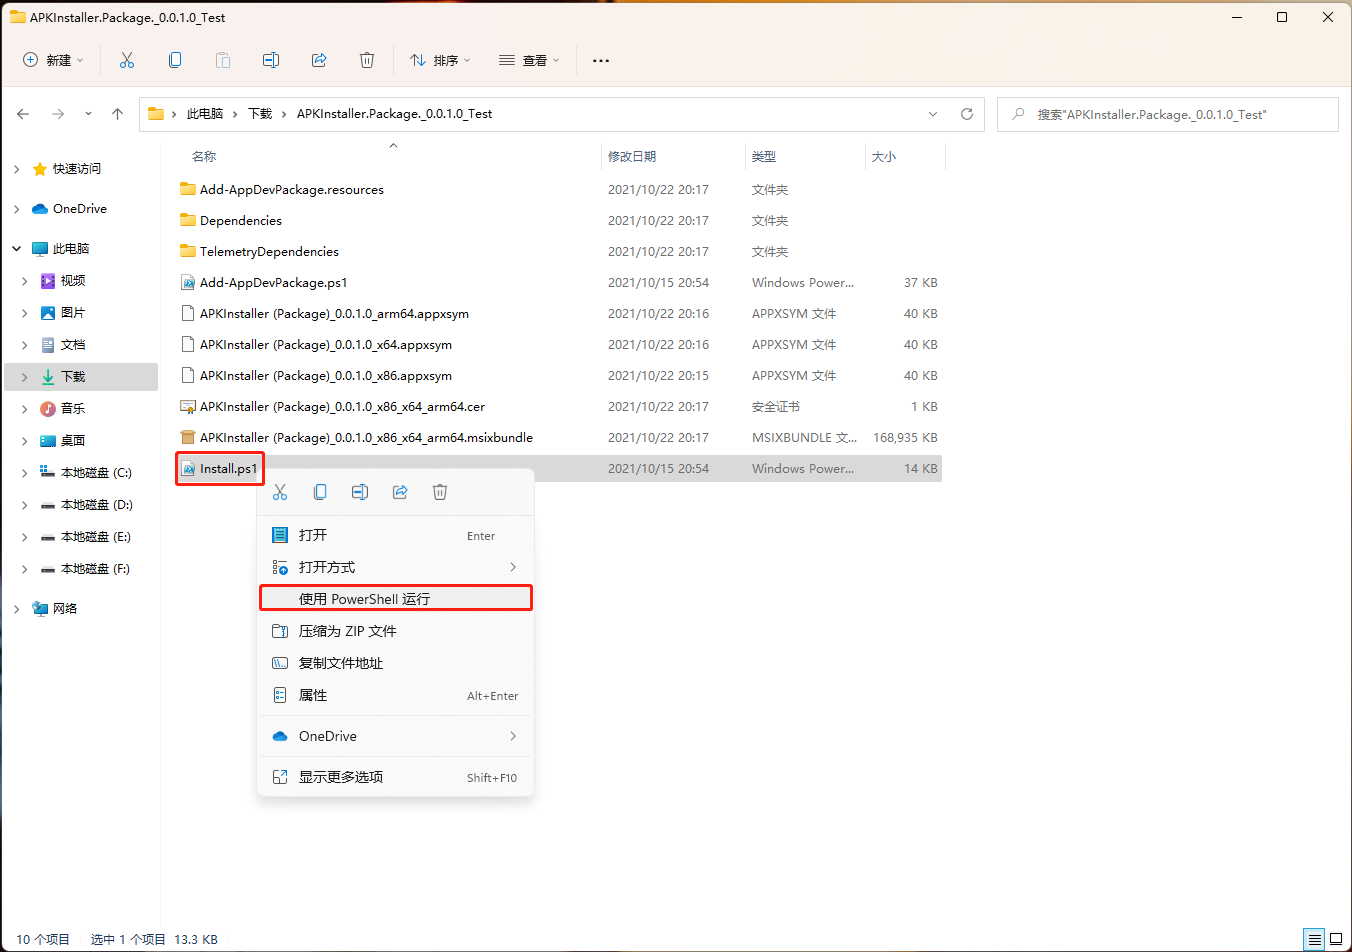 APKInstaller.Package._0.0.1.0_Test
新建
排序
查看
此电脑 下载 APKInstaller.Package._0.0.1.0_Test
搜索"APKInstaller.Package._0.0.1.0_Test"
快速访问
OneDrive
此电脑
视频
图片
文档
下载
音乐
桌面
本地磁盘 (C:)
本地磁盘 (D:)
本地磁盘 (E:)
本地磁盘 (F:)
网络
名称 修改日期 类型 大小
Add-AppDevPackage.resources 2021/10/22 20:17 文件夹
Dependencies 2021/10/22 20:17 文件夹
TelemetryDependencies 2021/10/22 20:17 文件夹
Add-AppDevPackage.ps1 2021/10/15 20:54 Windows Power... 37 KB
APKInstaller (Package)_0.0.1.0_arm64.appxsym 2021/10/22 20:16 APPXSYM 文件 40 KB
APKInstaller (Package)_0.0.1.0_x64.appxsym 2021/10/22 20:16 APPXSYM 文件 40 KB
APKInstaller (Package)_0.0.1.0_x86.appxsym 2021/10/22 20:15 APPXSYM 文件 40 KB
APKInstaller (Package)_0.0.1.0_x86_x64_arm64.cer 2021/10/22 20:17 安全证书 1 KB
APKInstaller (Package)_0.0.1.0_x86_x64_arm64.msixbundle 2021/10/22 20:17 MSIXBUNDLE 文... 168,935 KB
Install.ps1 2021/10/15 20:54 Windows Power... 14 KB
打开 Enter
打开方式
使用 PowerShell 运行
压缩为 ZIP 文件
复制文件地址
属性 Alt+Enter
OneDrive
显示更多选项 Shift+F10
10 个项目 选中 1 个项目 13.3 KB